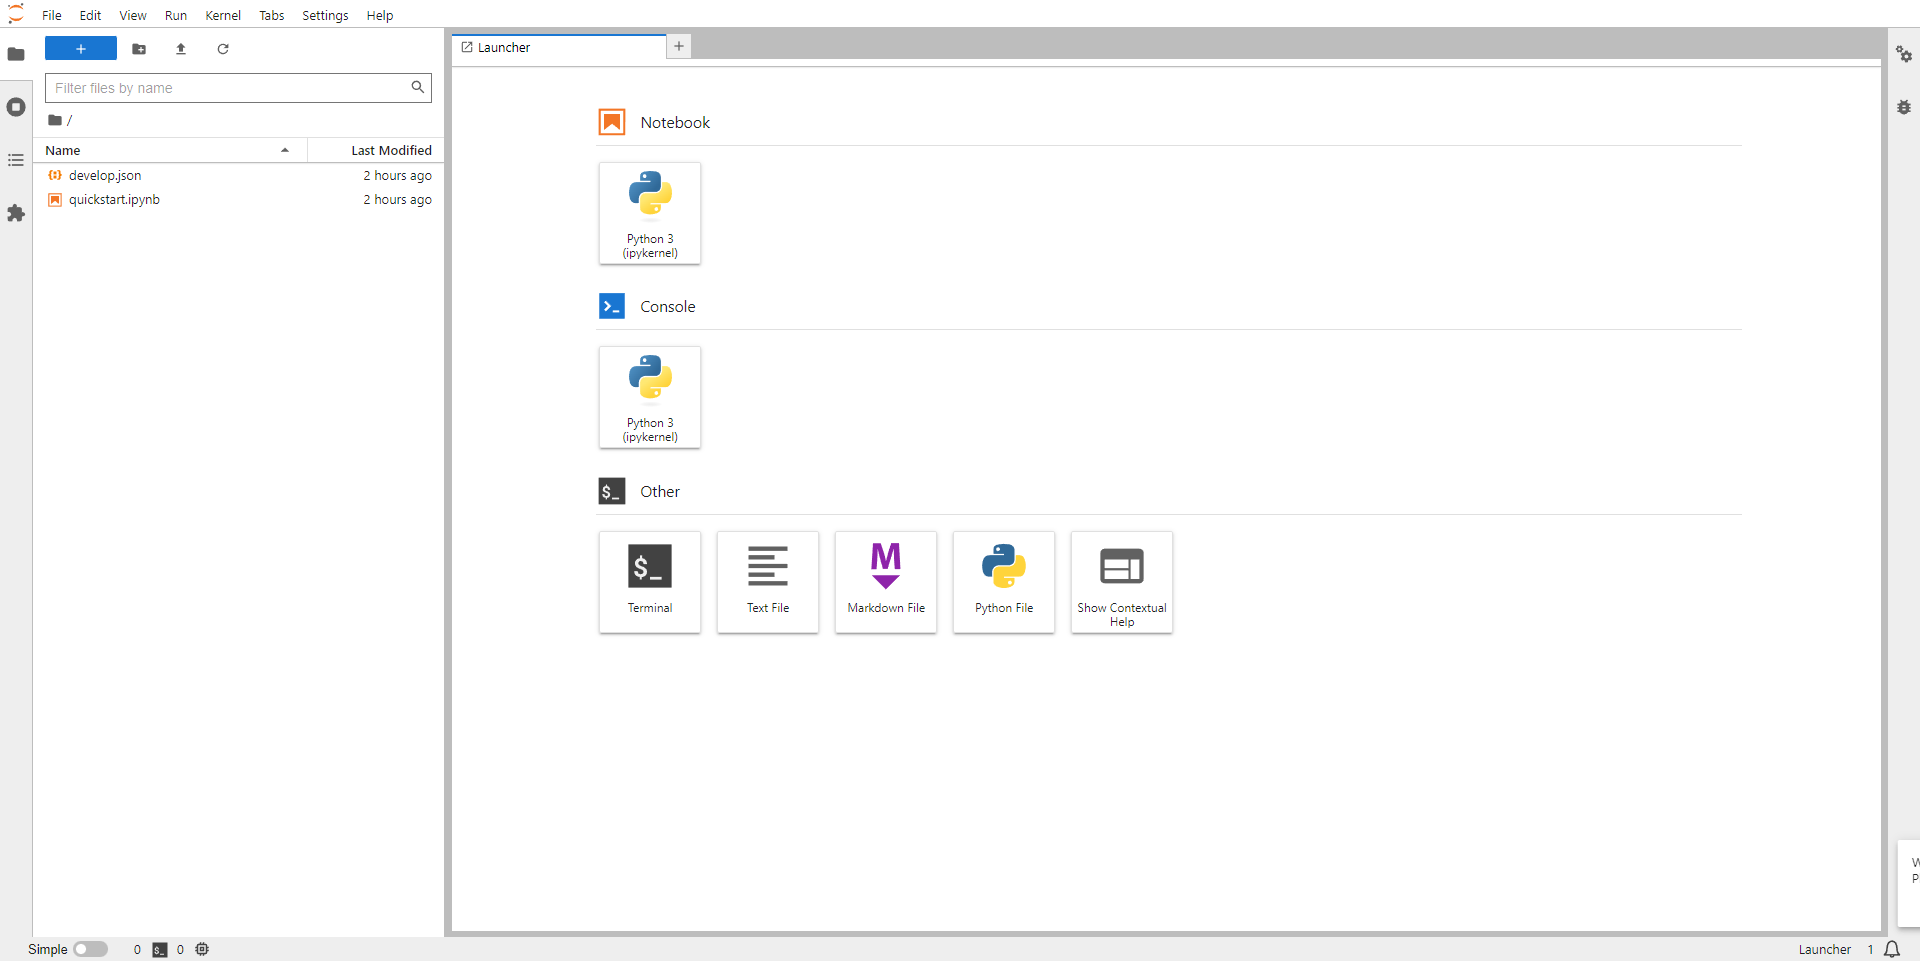 File Edit View Run Kernel Tabs Settings Help
+
Launcher
+
Filter files by name
/
Name Last Modified
develop.json 2 hours ago
quickstart.ipynb 2 hours ago
Notebook
Python 3
(ipykernel)
Console
Python 3
(ipykernel)
$_ Other
$_
Terminal
Text File
M
Markdown File
Python File
Show Contextual
Help
Simple 0 $_ 0
Launcher 1